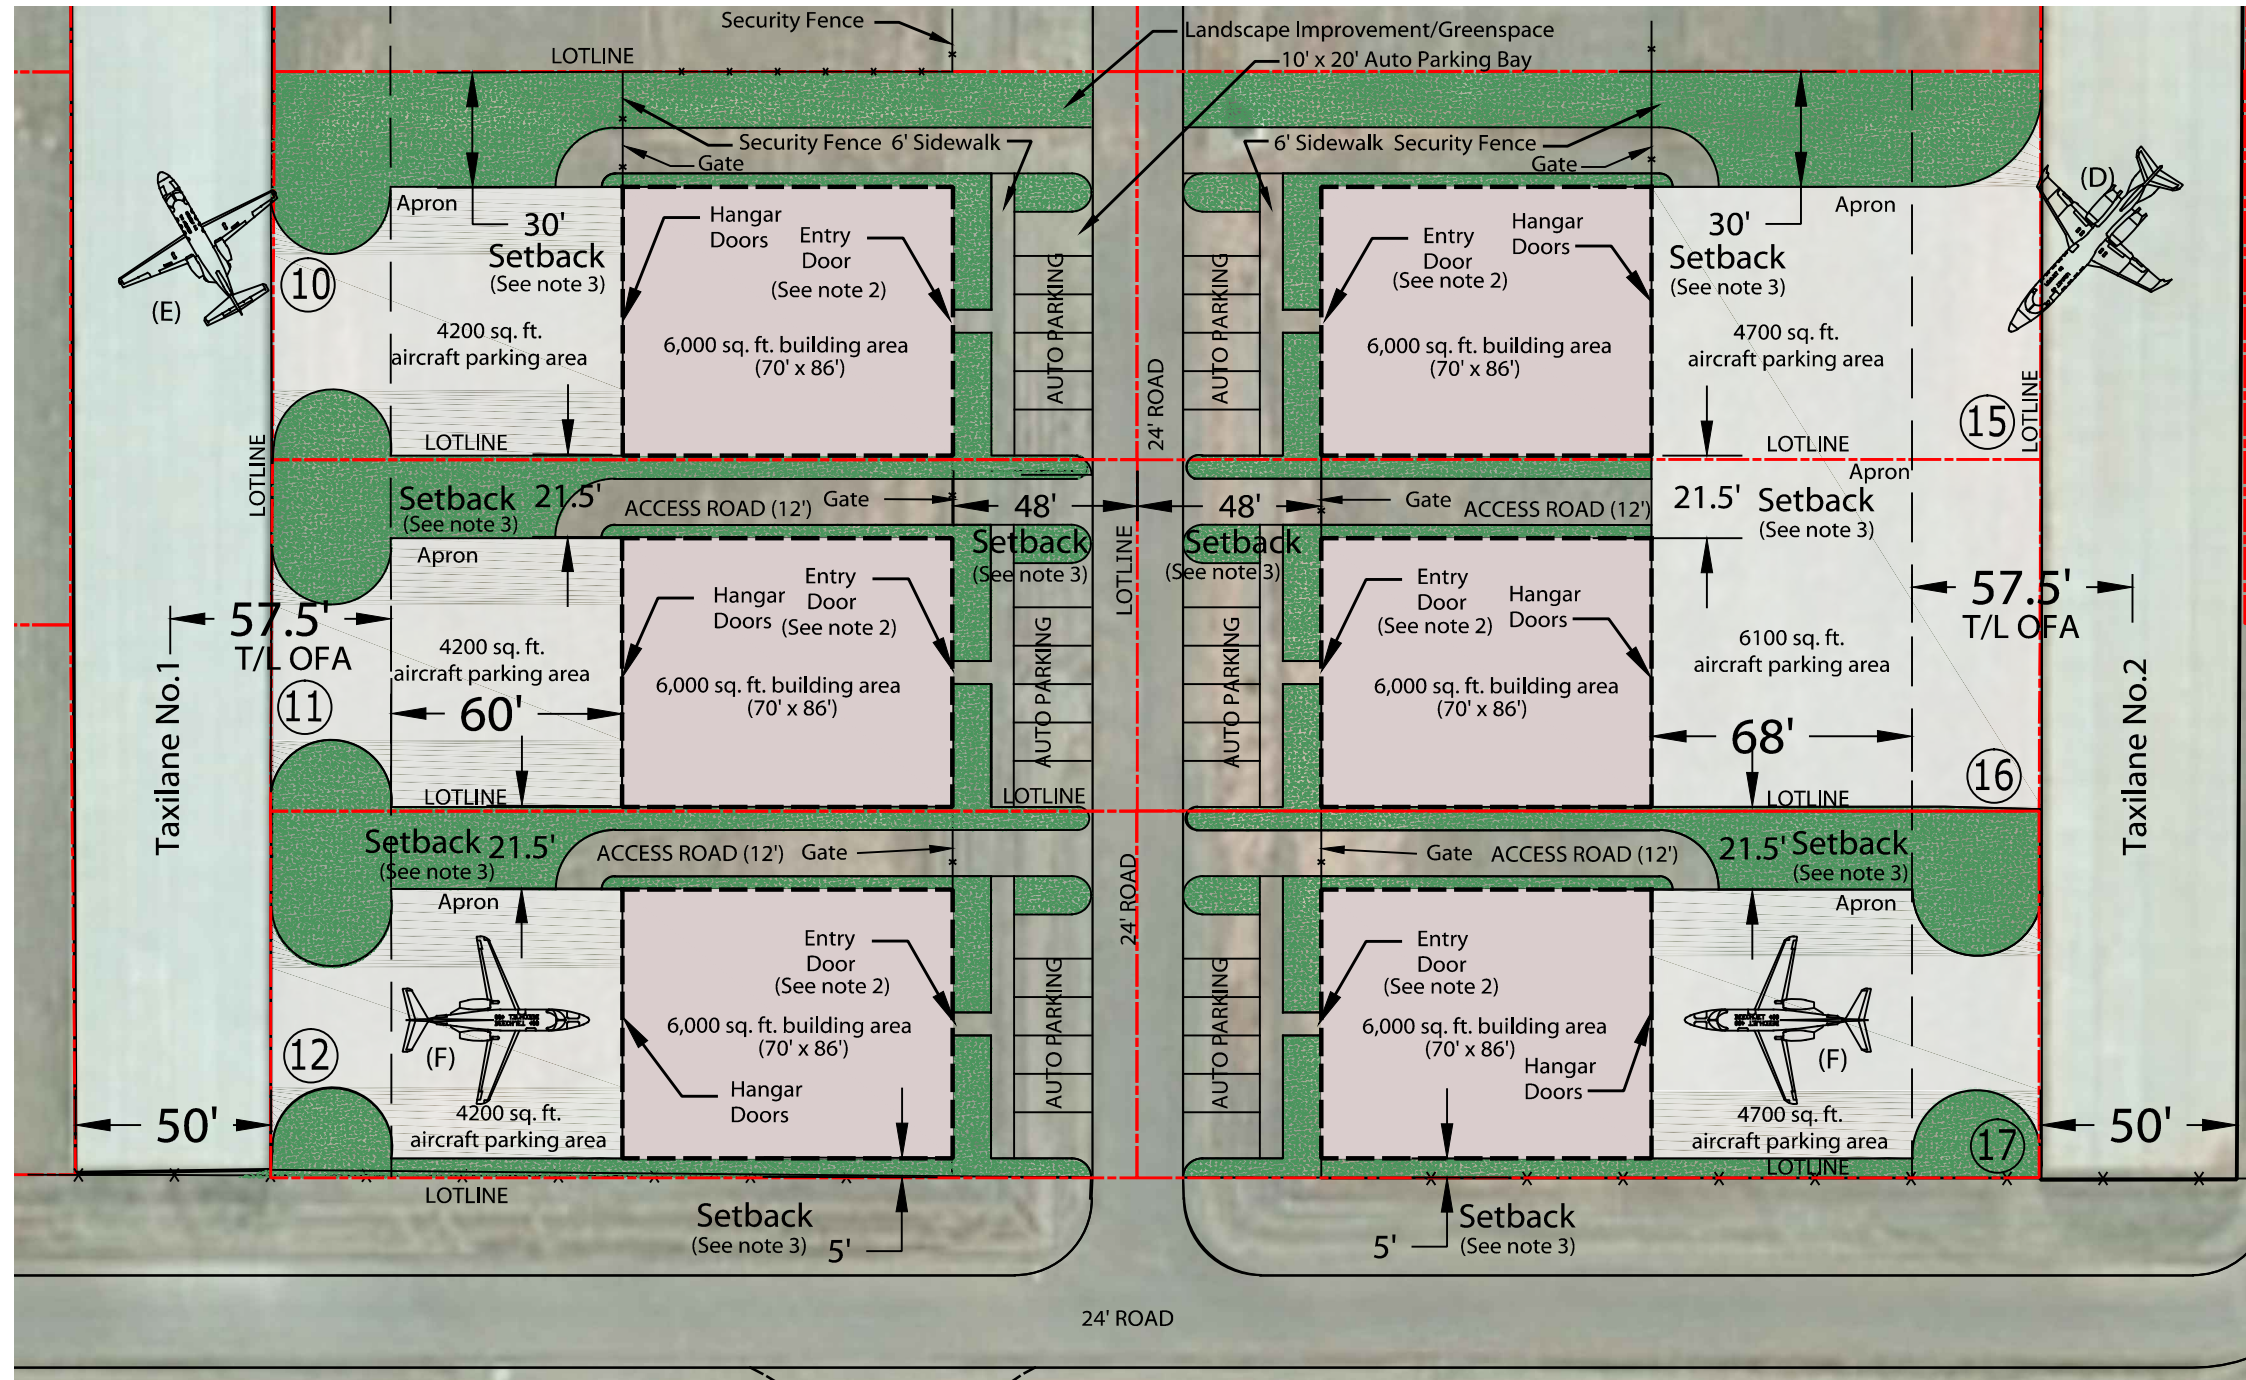 Security Fence
Landscape Improvement/Greenspace
LOTLINE
10' x 20' Auto Parking Bay
Security Fence 6' Sidewalk
6' Sidewalk Security Fence
Gate
Gate
(D)
Apron
Apron
30'
Setback
(See note 3)
Hangar
Doors
Entry
Door
(See note 2)
Entry
Door
(See note 2)
Hangar
Doors
30'
Setback
(See note 3)
10
(E)
4200 sq. ft.
aircraft parking area
6,000 sq. ft. building area
(70' x 86')
AUTO PARKING
24' ROAD
AUTO PARKING
6,000 sq. ft. building area
(70' x 86')
4700 sq. ft.
aircraft parking area
15
LOTLINE
LOTLINE
LOTLINE
LOTLINE
Apron
Setback 21.5'
(See note 3)
ACCESS ROAD (12') Gate
48'
48'
Gate ACCESS ROAD (12')
21.5' Setback
(See note 3)
Setback
(See note 3)
Setback
(See note 3)
LOTLINE
Apron
Hangar
Doors
Entry
Door
(See note 2)
Entry
Door
(See note 2)
Hangar
Doors
57.5'
T/L OFA
57.5'
T/L OFA
4200 sq. ft.
aircraft parking area
6,000 sq. ft. building area
(70' x 86')
AUTO PARKING
AUTO PARKING
6,000 sq. ft. building area
(70' x 86')
6100 sq. ft.
aircraft parking area
Taxilane No.1
11
60'
68'
16
Taxilane No.2
LOTLINE
LOTLINE
LOTLINE
Setback 21.5'
(See note 3)
ACCESS ROAD (12') Gate
24' ROAD
Gate ACCESS ROAD (12')
21.5' Setback
(See note 3)
Apron
Apron
Entry
Door
(See note 2)
Entry
Door
(See note 2)
12
(F)
6,000 sq. ft. building area
(70' x 86')
AUTO PARKING
AUTO PARKING
6,000 sq. ft. building area
(70' x 86')
(F)
Hangar
Doors
Hangar
Doors
50'
4200 sq. ft.
aircraft parking area
4700 sq. ft.
aircraft parking area
17
50'
LOTLINE
LOTLINE
Setback
(See note 3)
5'
5'
Setback
(See note 3)
24' ROAD